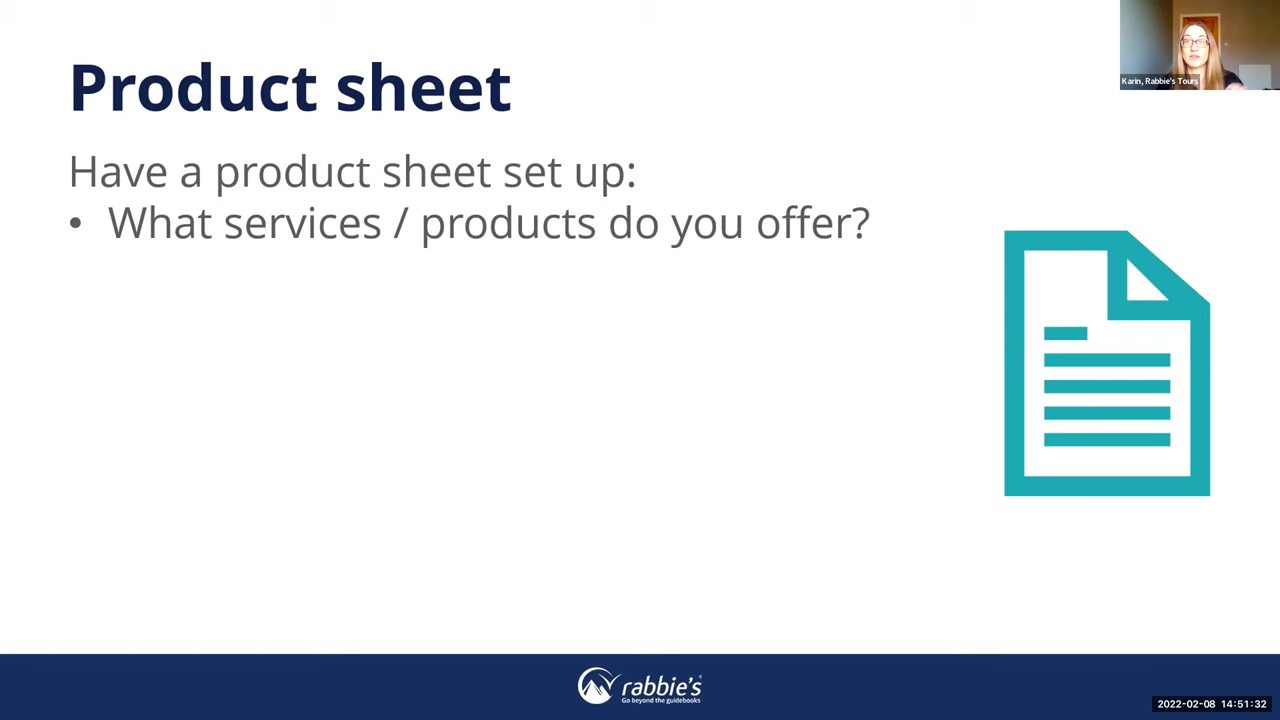 Product sheet
Karin, Rabbie's Tours
Have a product sheet set up:
• What services / products do you offer?
rabbie's
Go beyond the guidebooks
2022-02-08 14:51:32